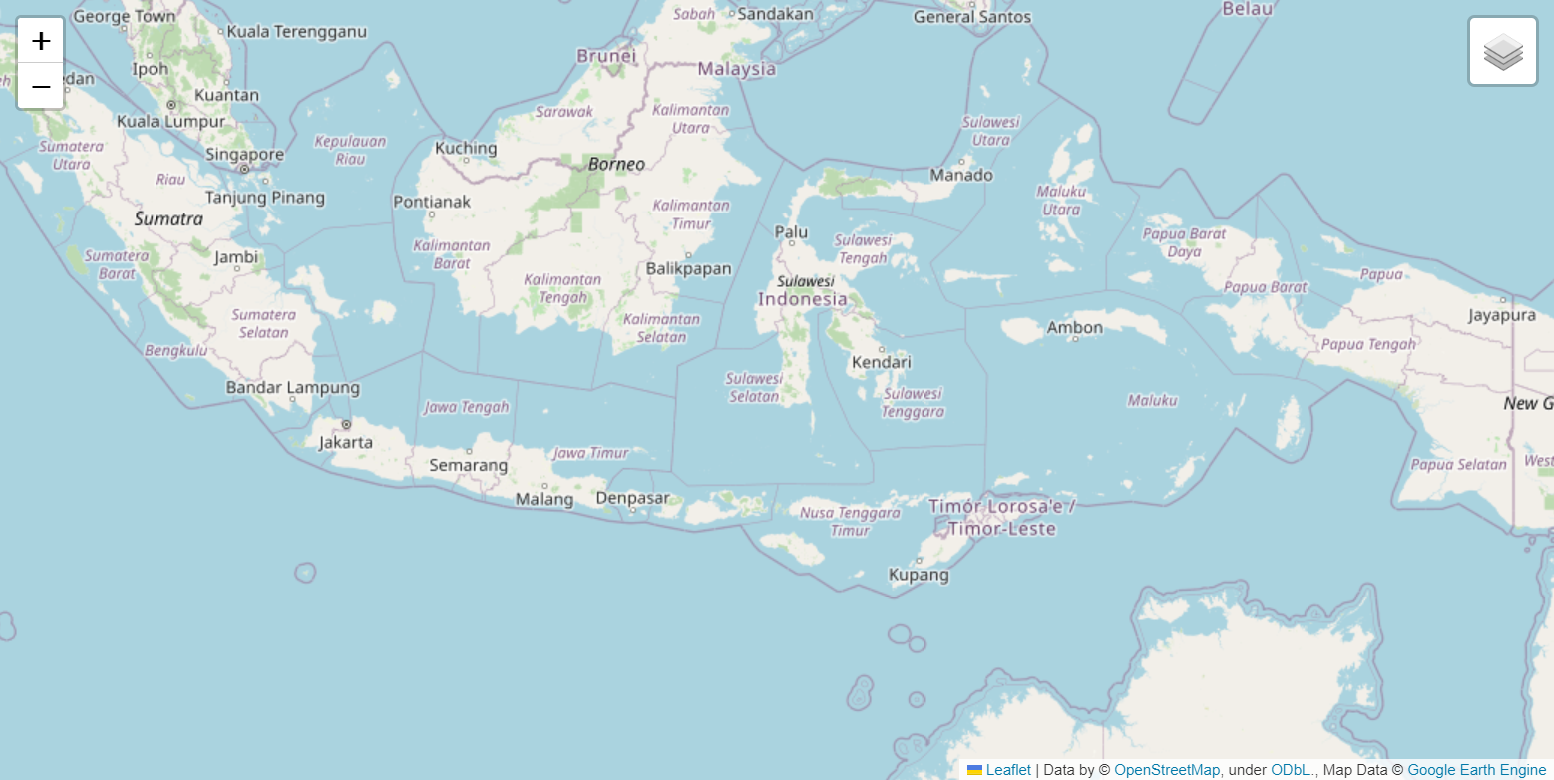 George Town
Sabah
Sandakan
General Santos
Belau
+
Kuala Terengganu
Brunei
Malaysia
Ipoh
edan
−
Kuantan
Kuala Lumpur
Sarawak
Kalimantan
Utara
Sulawesi
Utara
Kepulauan
Riau
Sumatera
Utara
Singapore
Kuching
Borneo
Manado
Riau
Tanjung Pinang
Pontianak
Maluku
Utara
Sumatra
Kalimantan
Timur
Palu
Sulawesi
Tengah
Papua Barat
Daya
Kalimantan
Barat
Sumatera
Barat
Jambi
Balikpapan
Kalimantan
Tengah
Sulawesi
Indonesia
Papua
Papua Barat
Sumatera
Selatan
Kalimantan
Selatan
Ambon
Jayapura
Bengkulu
Papua Tengah
Kendari
Bandar Lampung
Sulawesi
Selatan
Sulawesi
Tenggara
Maluku
New G
Jawa Tengah
Jakarta
Semarang
Jawa Timur
Papua Selatan
West
Malang
Denpasar
Nusa Tenggara
Timur
Timór Lorosa'e /
Timor-Leste
Kupang
Leaflet | Data by © OpenStreetMap, under ODbL., Map Data © Google Earth Engine